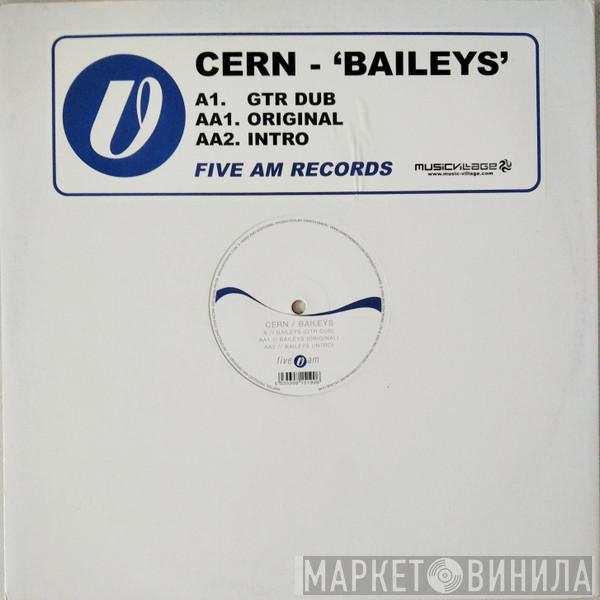 CERN - ‘BAILEYS’
A1. GTR DUB
AA1. ORIGINAL
AA2. INTRO
FIVE AM RECORDS
MUSICVILLAGE
www.music-village.com
CERN / BAILEYS
A // BAILEYS (GTR DUB)
AA1 // BAILEYS (ORIGINAL)
AA2 // BAILEYS (INTRO)
five am
МАРКЕТ ВИНИЛА